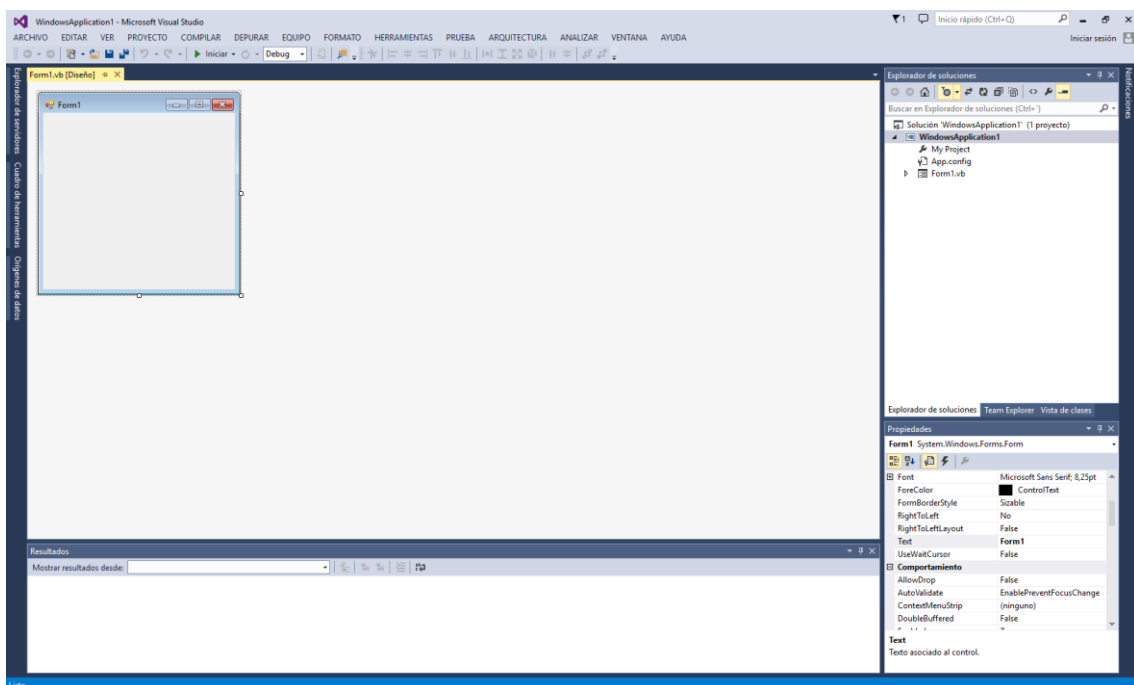 WindowsApplication1 - Microsoft Visual Studio
1
Inicio rápido (Ctrl+Q)
ARCHIVO EDITAR VER PROYECTO COMPILAR DEPURAR EQUIPO FORMATO HERRAMIENTAS PRUEBA ARQUITECTURA ANALIZAR VENTANA AYUDA
Iniciar sesión
Iniciar
Debug
Explorador de servidores
Cuadro de herramientas
Orígenes de datos
Form1.vb [Diseño]
Form1
Resultados
Mostrar resultados desde:
Explorador de soluciones
Buscar en Explorador de soluciones (Ctrl+`)
Solución 'WindowsApplication1' (1 proyecto)
WindowsApplication1
My Project
App.config
Form1.vb
Explorador de soluciones Team Explorer Vista de clases
Propiedades
Form1 System.Windows.Forms.Form
Font Microsoft Sans Serif; 8,25pt
ForeColor ControlText
FormBorderStyle Sizable
RightToLeft No
RightToLeftLayout False
Text Form1
UseWaitCursor False
Comportamiento
AllowDrop False
AutoValidate EnablePreventFocusChange
ContextMenuStrip (ninguno)
DoubleBuffered False
Text
Texto asociado al control.
Notificaciones